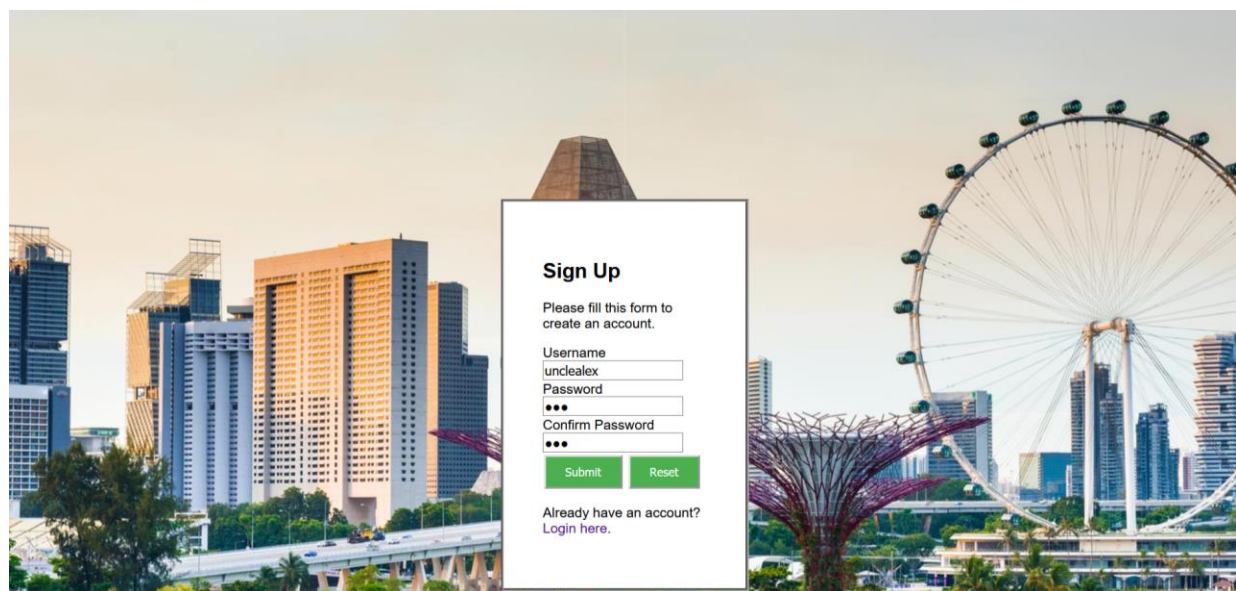 Sign Up
Please fill this form to
create an account.
Username
unclealex
Password
●●●
Confirm Password
●●●
Submit Reset
Already have an account?
Login here.